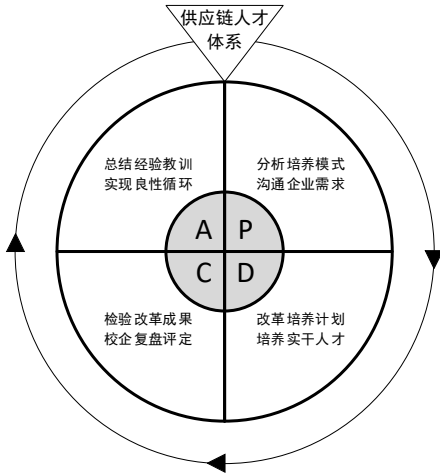 供应链人才
体系
总结经验教训
实现良性循环
分析培养模式
沟通企业需求
A P
C D
检验改革成果
校企复盘评定
改革培养计划
培养实干人才